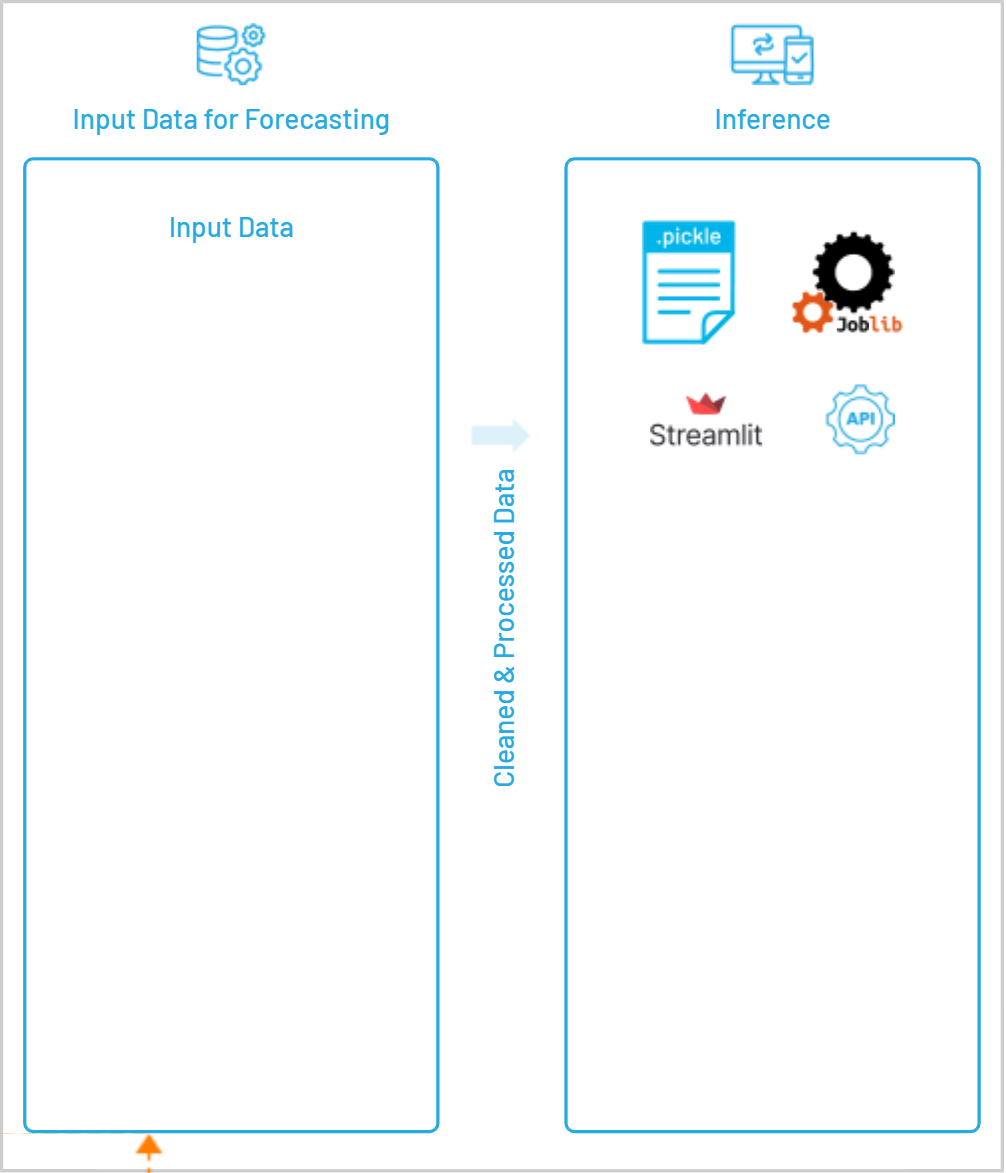 Input Data for Forecasting
Inference
Input Data
.pickle
Joblib
Streamlit
API
Cleaned & Processed Data